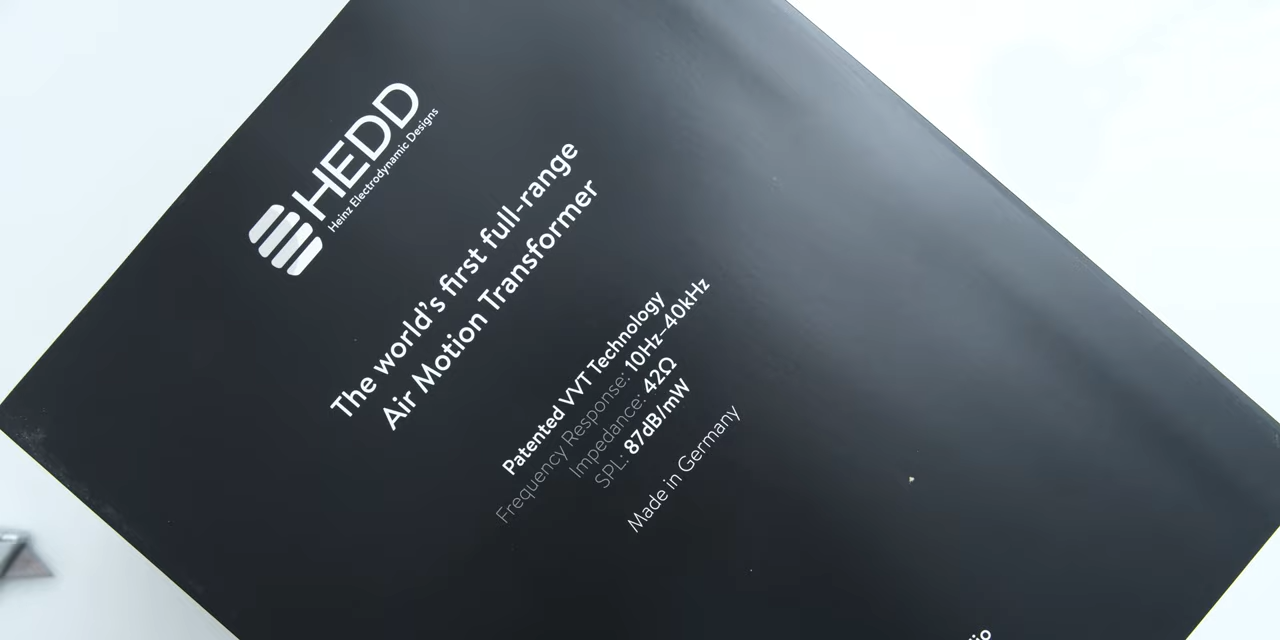 HEDD
Heinz Electrodynamic Designs
The world's first full-range
Air Motion Transformer
Patented VVT Technology
Frequency Response: 10Hz–40kHz
Impedance: 42Ω
SPL: 87dB/mW
Made in Germany